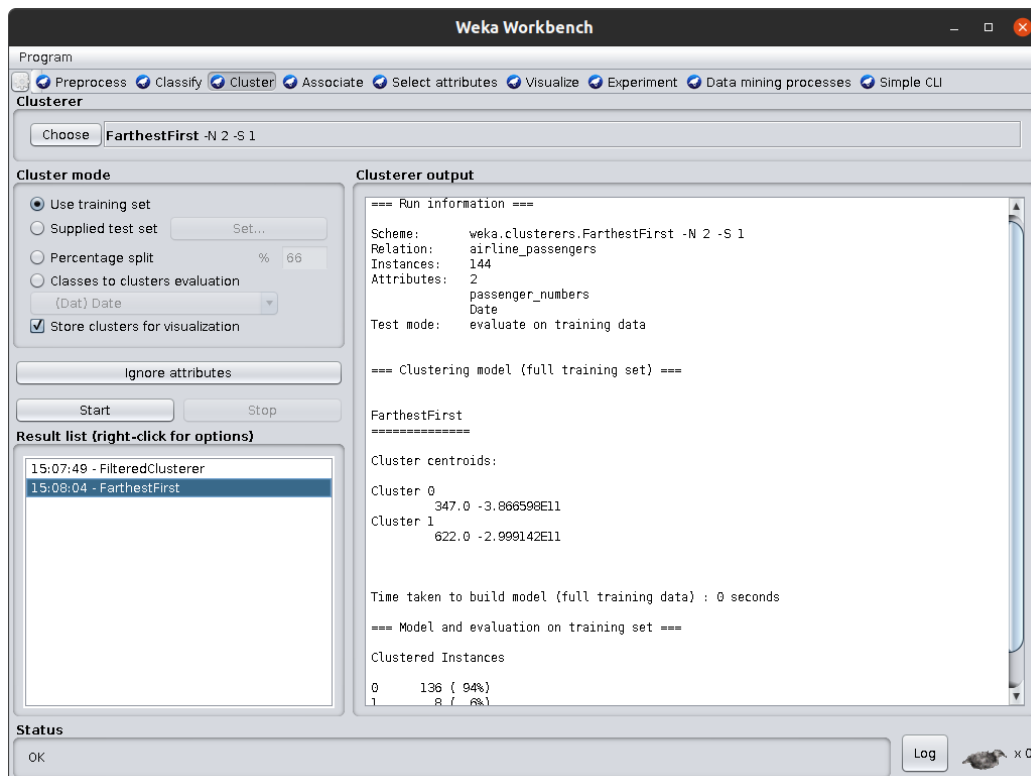 Weka Workbench
Program
Preprocess Classify Cluster Associate Select attributes Visualize Experiment Data mining processes Simple CLI
Clusterer
Choose FarthestFirst -N 2 -S 1
Cluster mode
Use training set
Supplied test set Set...
Percentage split % 66
Classes to clusters evaluation
(Dat) Date
Store clusters for visualization
Ignore attributes
Start Stop
Result list (right-click for options)
15:07:49 - FilteredClusterer
15:08:04 - FarthestFirst
Clusterer output
=== Run information ===
Scheme: weka.clusterers.FarthestFirst -N 2 -S 1
Relation: airline_passengers
Instances: 144
Attributes: 2
passenger_numbers
Date
Test mode: evaluate on training data
=== Clustering model (full training set) ===
FarthestFirst
==============
Cluster centroids:
Cluster 0
347.0 -3.866598E11
Cluster 1
622.0 -2.999142E11
Time taken to build model (full training data) : 0 seconds
=== Model and evaluation on training set ===
Clustered Instances
0 136 ( 94%)
1 8 ( 6%)
Status
OK
Log
x 0